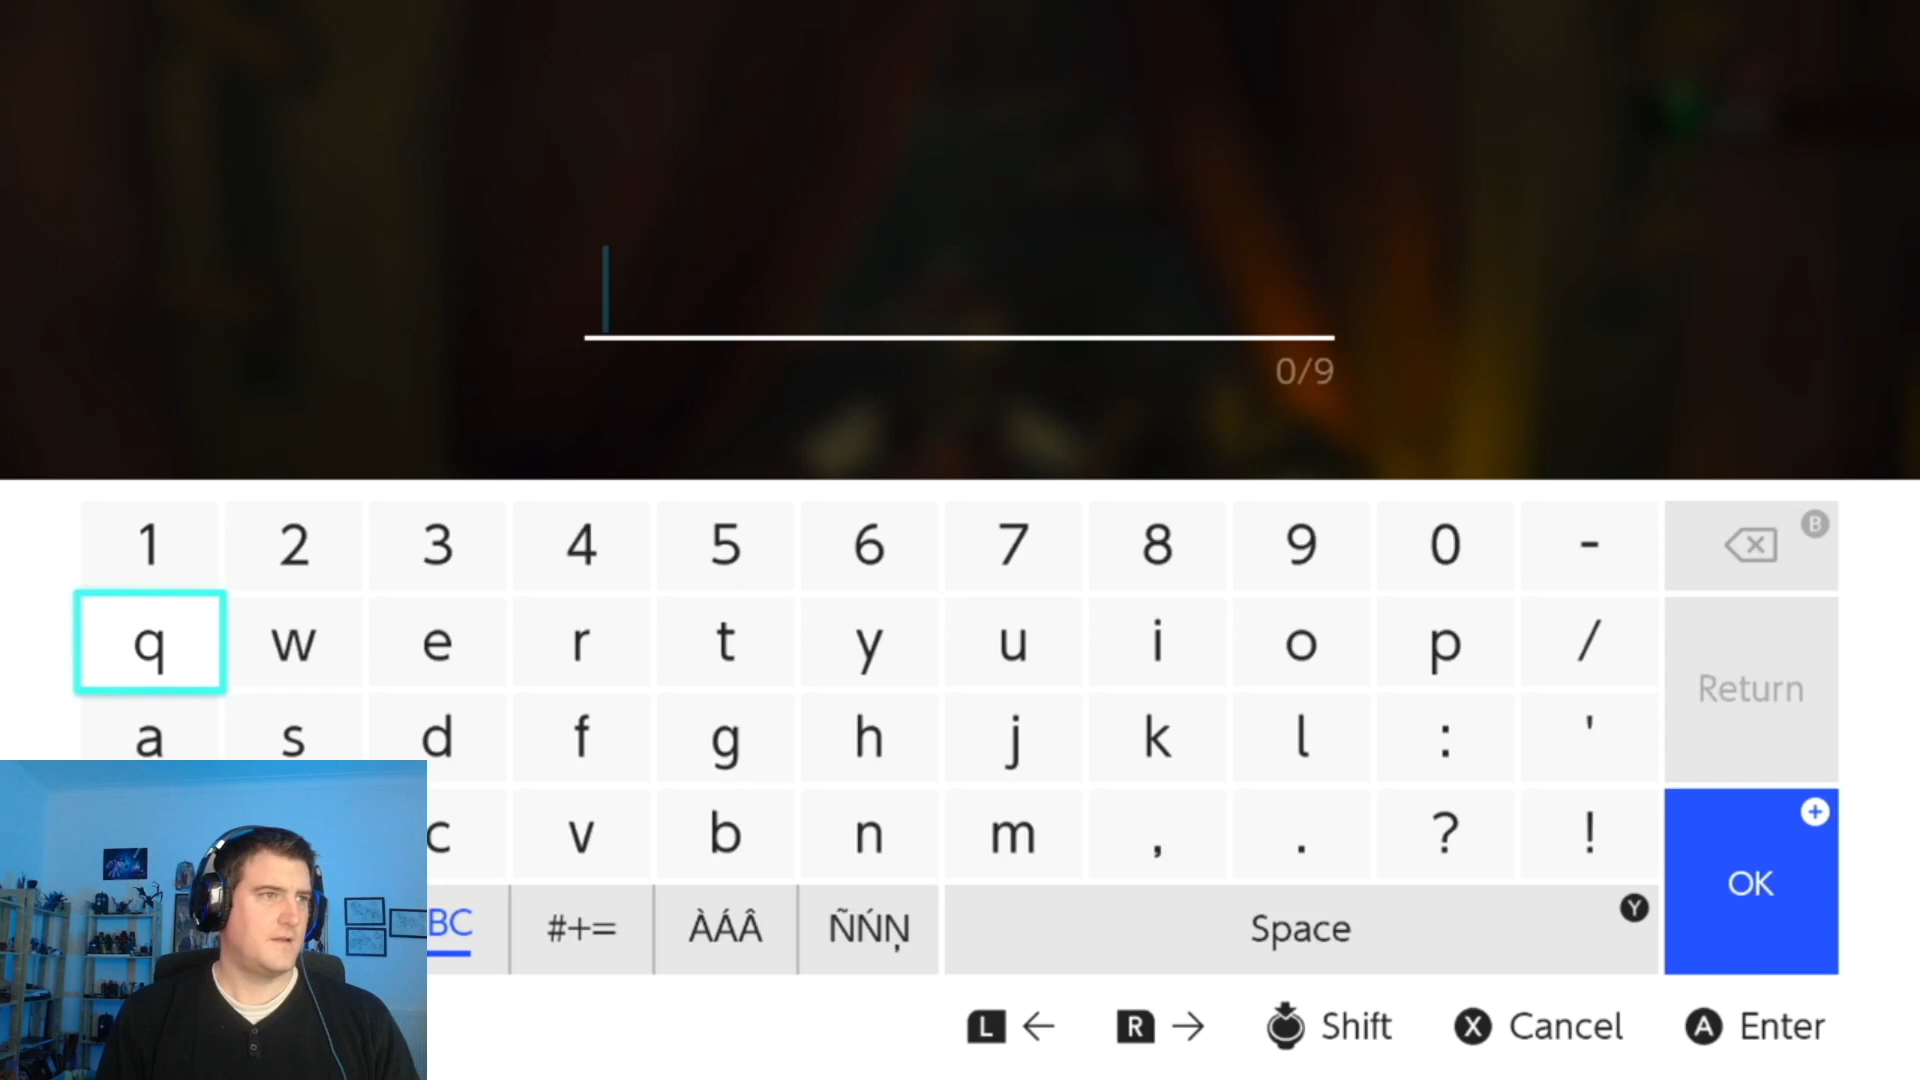 0/9
1 2 3 4 5 6 7 8 9 0 - B
q w e r t y u i o p /
Return
a s d f g h j k l : '
c v b n m , . ? ! +
OK
BC #+= ÀÁÂ ÑŃŅ Space Y
L ← R → Shift X Cancel A Enter